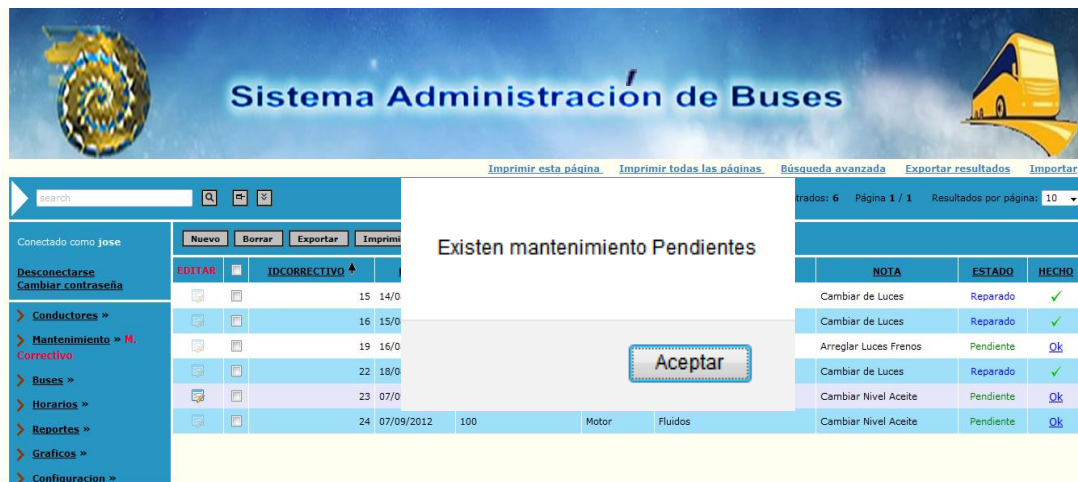 Sistema Administración de Buses
Imprimir esta página Imprimir todas las páginas Búsqueda avanzada Exportar resultados Importar
search
trados: 6 Página 1 / 1 Resultados por página: 10
Conectado como jose
Desconectarse
Cambiar contraseña
Conductores »
Mantenimiento » M.
Correctivo
Buses »
Horarios »
Reportes »
Graficos »
Configuracion »
Nuevo Borrar Exportar Imprimi
EDITAR IDCORRECTIVO NOTA ESTADO HECHO
15 14/0 Cambiar de Luces Reparado
16 15/0 Cambiar de Luces Reparado
19 16/0 Arreglar Luces Frenos Pendiente Ok
22 18/0 Cambiar de Luces Reparado
23 07/0 Cambiar Nivel Aceite Pendiente Ok
24 07/09/2012 100 Motor Fluidos Cambiar Nivel Aceite Pendiente Ok
Existen mantenimiento Pendientes
Aceptar